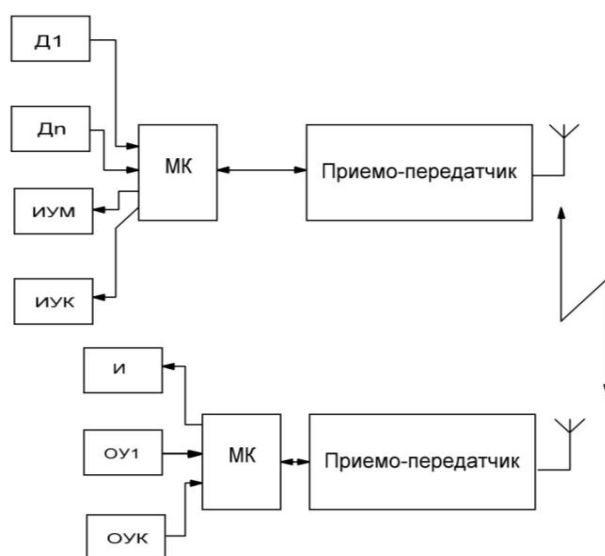 Д1
Дn
МК
Приемо-передатчик
ИУМ
ИУК
И
ОУ1
МК
Приемо-передатчик
ОУК